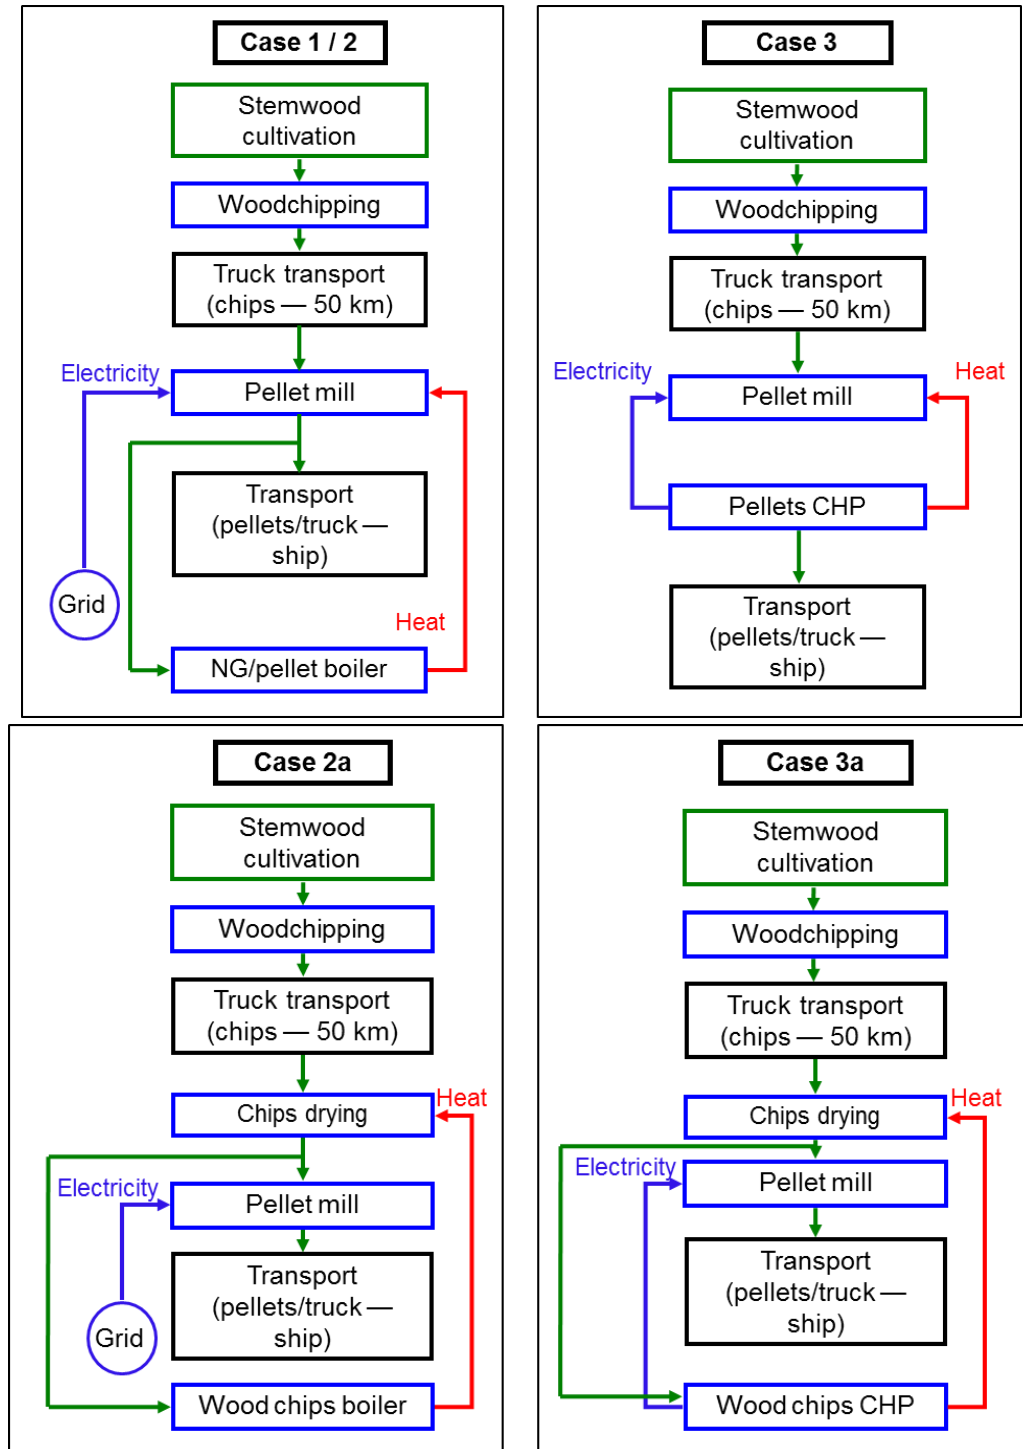 Case 1 / 2
Stemwood
cultivation
Woodchipping
Truck transport
(chips — 50 km)
Electricity
Pellet mill
Transport
(pellets/truck —
ship)
Grid
Heat
NG/pellet boiler
Case 3
Stemwood
cultivation
Woodchipping
Truck transport
(chips — 50 km)
Electricity
Heat
Pellet mill
Pellets CHP
Transport
(pellets/truck —
ship)
Case 2a
Stemwood
cultivation
Woodchipping
Truck transport
(chips — 50 km)
Heat
Chips drying
Electricity
Pellet mill
Transport
(pellets/truck —
ship)
Grid
Wood chips boiler
Case 3a
Stemwood
cultivation
Woodchipping
Truck transport
(chips — 50 km)
Heat
Chips drying
Electricity
Pellet mill
Transport
(pellets/truck —
ship)
Wood chips CHP